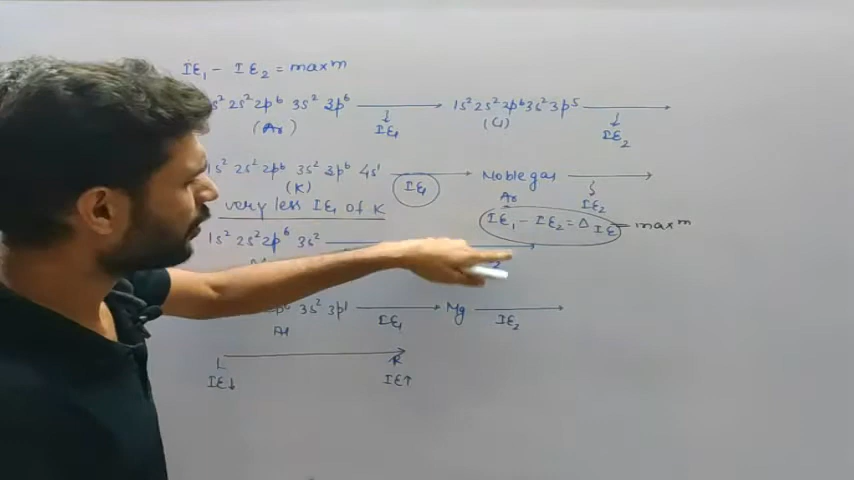 IE₁ - IE₂ = maxᵐ
s² 2s² 2p⁶ 3s² 3p⁶ → 1s² 2s² 2p⁶ 3s² 3p⁵ →
(Ar) IE₁ (Cl) IE₂
1s² 2s² 2p⁶ 3s² 3p⁶ 4s¹ → Noble gas →
(K) IE₁ Ar IE₂
very less IE₁ of K
IE₁ - IE₂ = Δ IE = maxᵐ
1s² 2s² 2p⁶ 3s²
p⁶ 3s² 3p¹ → Mg →
Al IE₁ IE₂
L → R
IE↓ IE↑